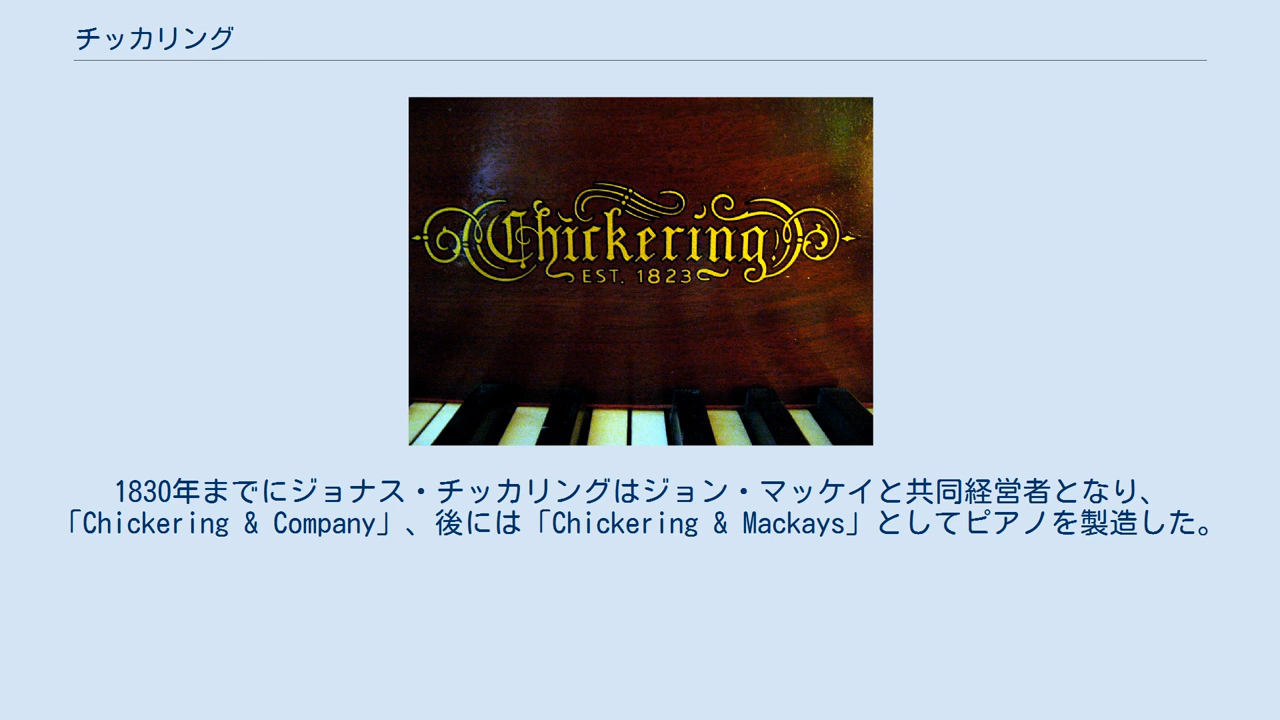 チッカリング
Chickering
EST. 1823
1830年までにジョナス・チッカリングはジョン・マッケイと共同経営者となり、
「Chickering & Company」、後には「Chickering & Mackays」としてピアノを製造した。